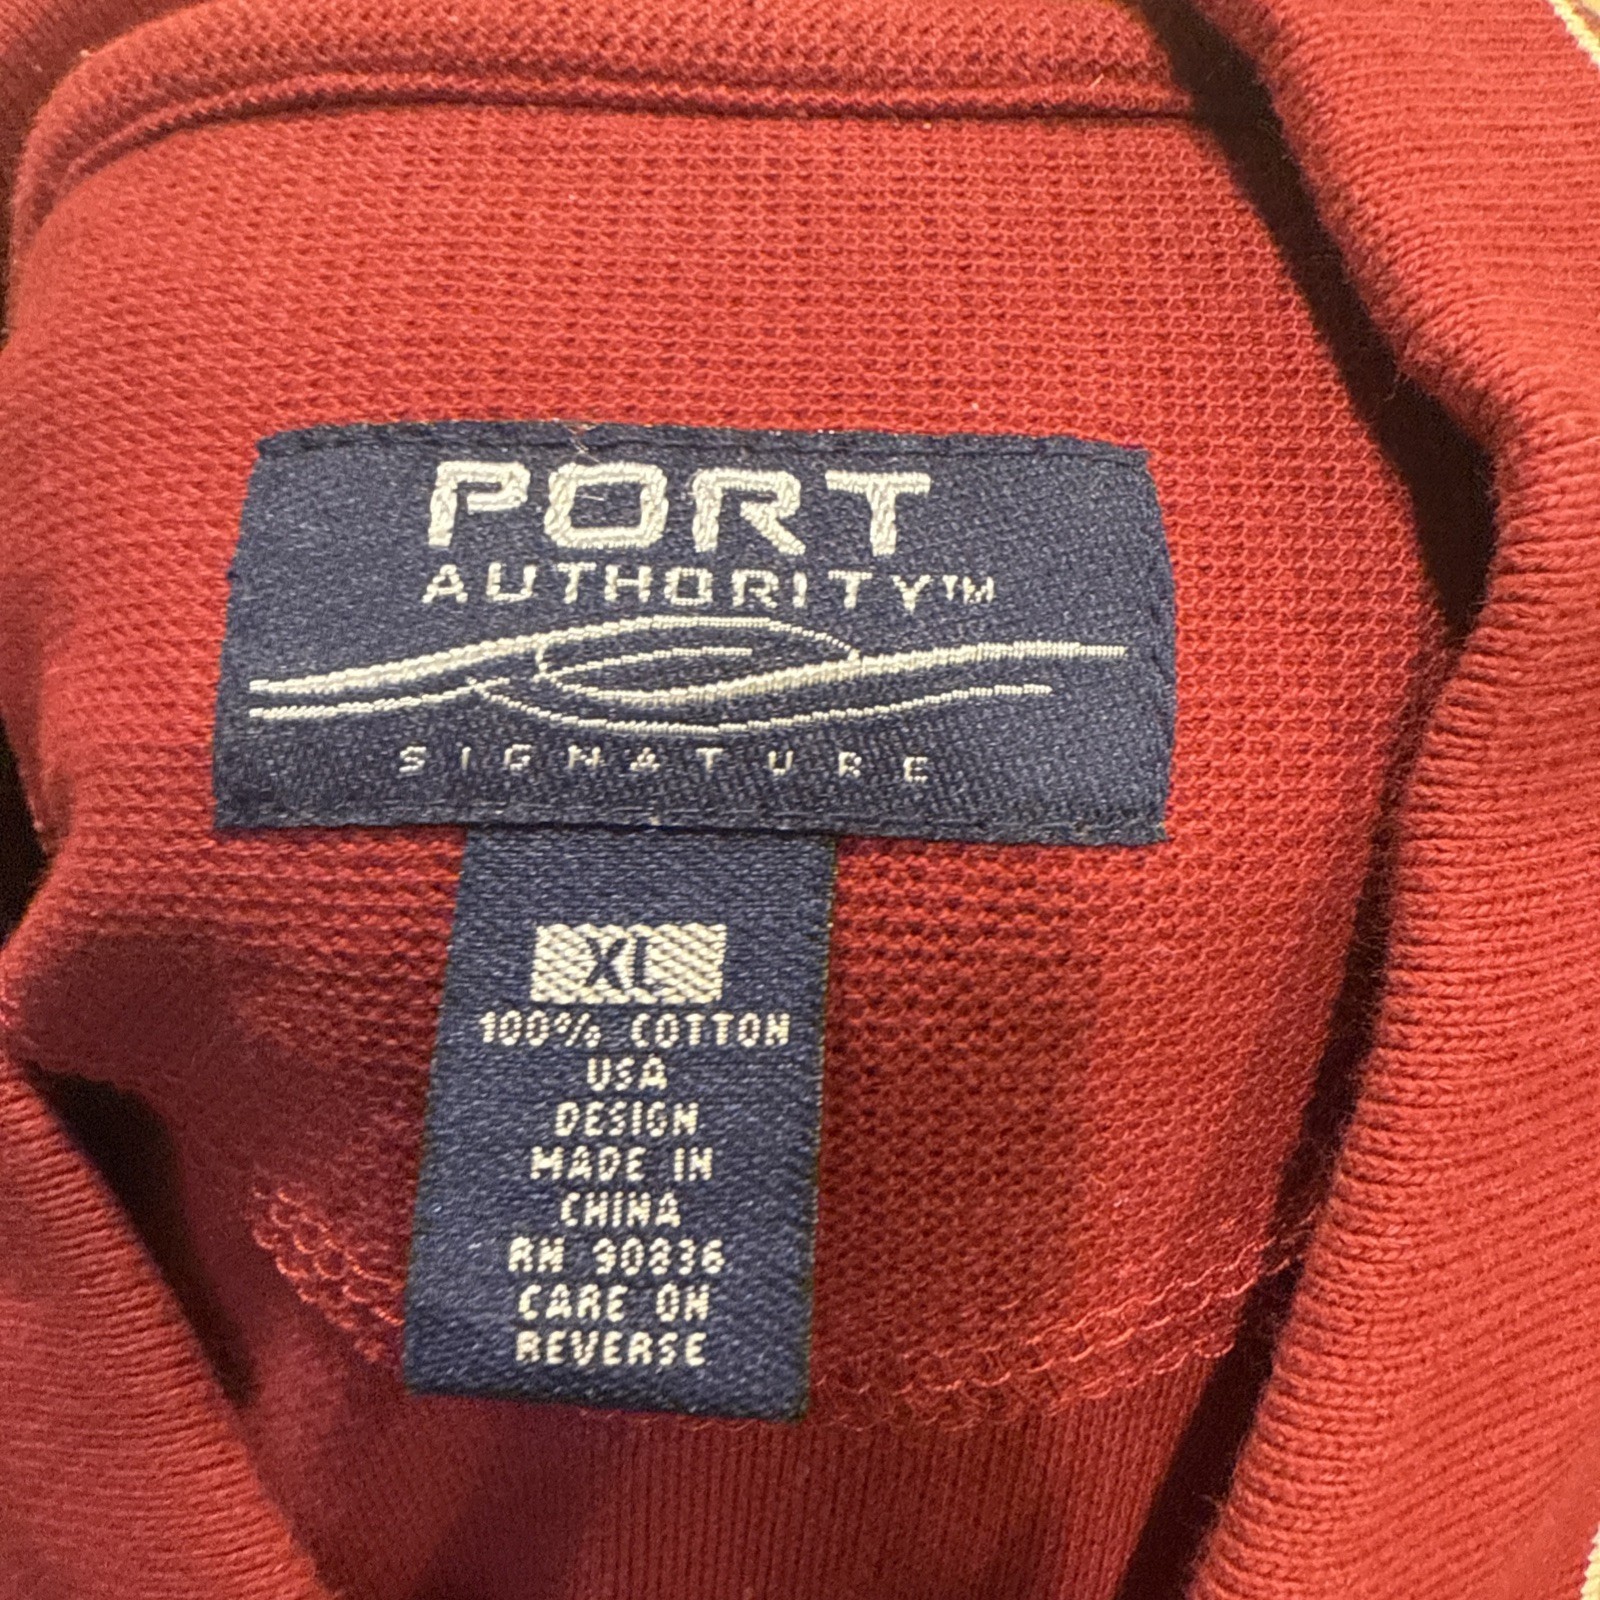 PORT
AUTHORITY™
SIGNATURE
XL
100% COTTON
USA
DESIGN
MADE IN
CHINA
RN 90836
CARE ON
REVERSE